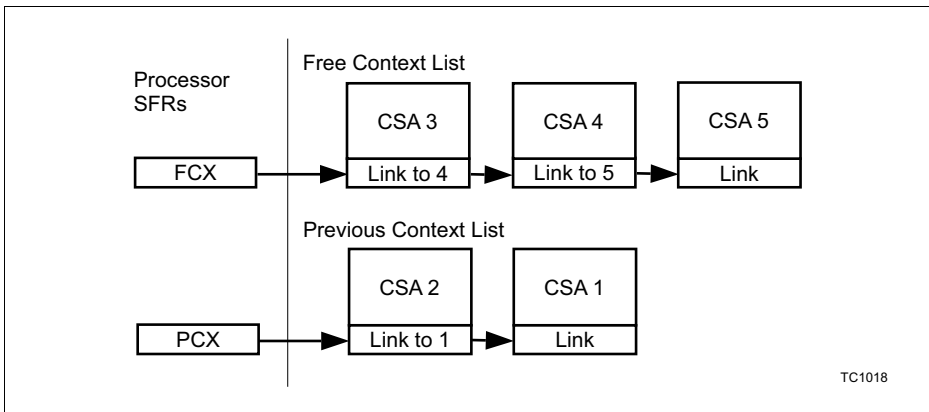 Free Context List
Processor
SFRs
CSA 3
CSA 4
CSA 5
FCX
Link to 4
Link to 5
Link
Previous Context List
CSA 2
CSA 1
PCX
Link to 1
Link
TC1018